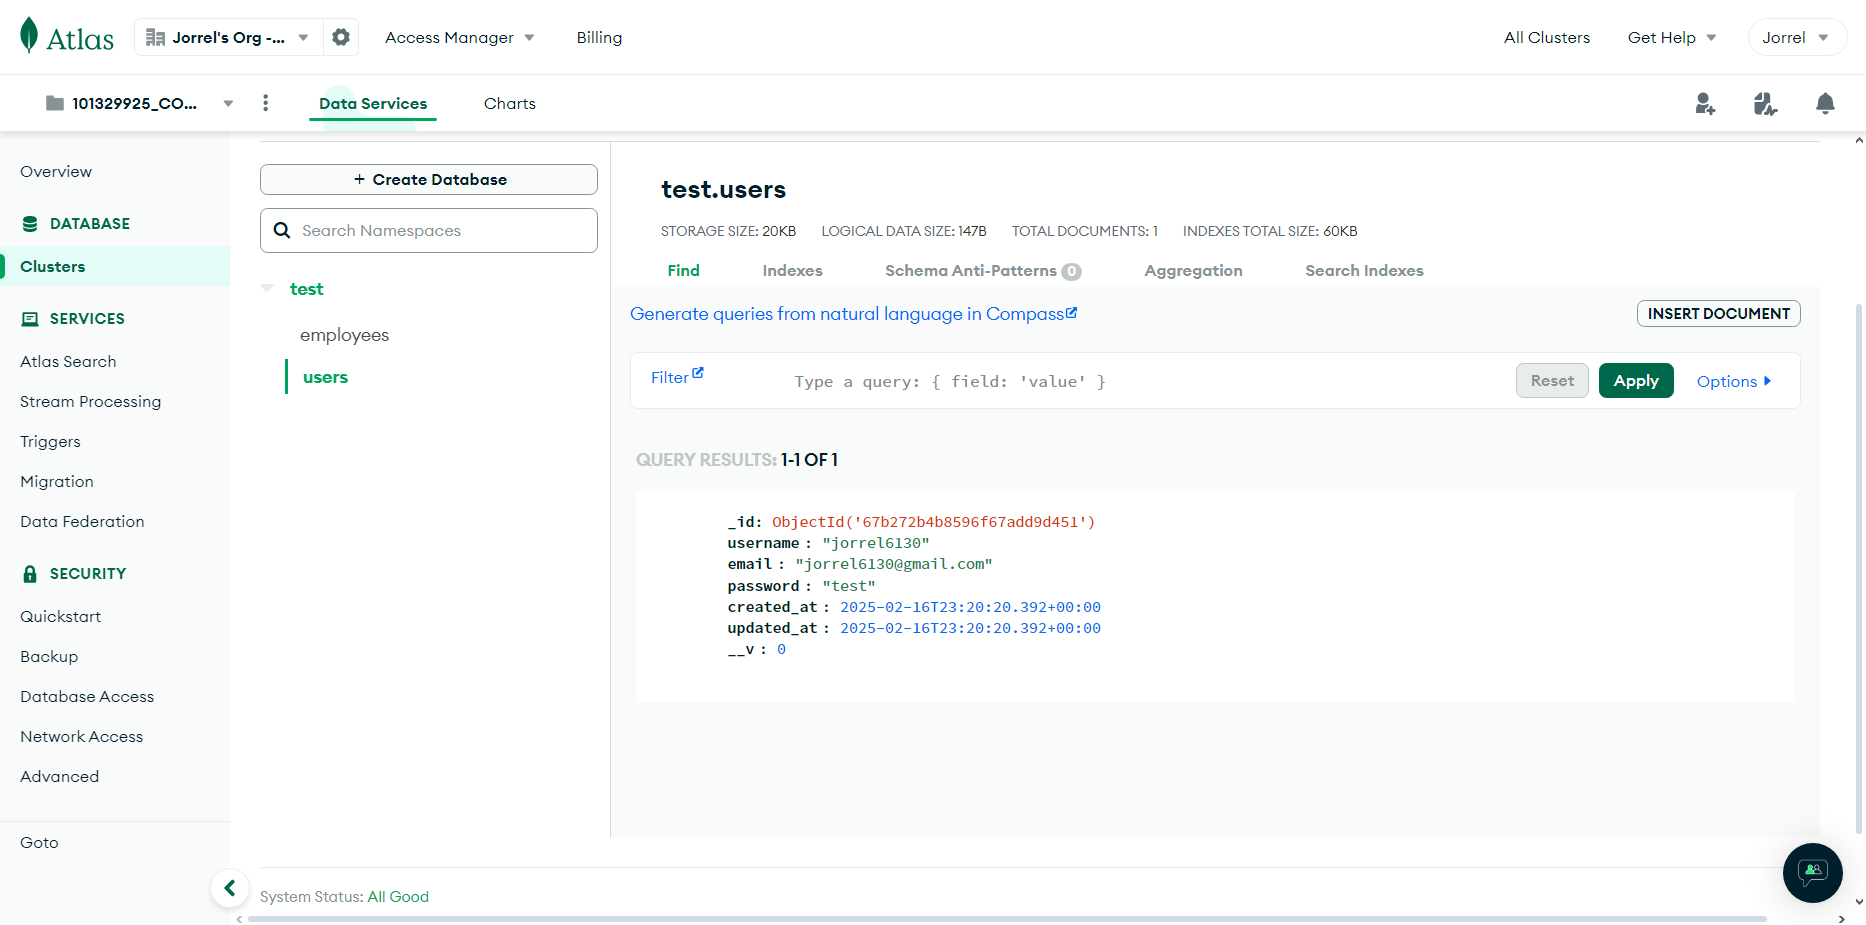 Atlas
Jorrel's Org -...
Access Manager
Billing
All Clusters
Get Help
Jorrel
101329925_CO...
Data Services
Charts
Overview
DATABASE
Clusters
SERVICES
Atlas Search
Stream Processing
Triggers
Migration
Data Federation
SECURITY
Quickstart
Backup
Database Access
Network Access
Advanced
Goto
+ Create Database
Search Namespaces
test
employees
users
test.users
STORAGE SIZE: 20KB LOGICAL DATA SIZE: 147B TOTAL DOCUMENTS: 1 INDEXES TOTAL SIZE: 60KB
Find Indexes Schema Anti-Patterns 0 Aggregation Search Indexes
Generate queries from natural language in Compass
INSERT DOCUMENT
Filter
Type a query: { field: 'value' }
Reset
Apply
Options
QUERY RESULTS: 1-1 OF 1
_id: ObjectId('67b272b4b8596f67add9d451')
username : "jorrel6130"
email : "jorrel6130@gmail.com"
password : "test"
created_at : 2025-02-16T23:20:20.392+00:00
updated_at : 2025-02-16T23:20:20.392+00:00
__v : 0
System Status: All Good